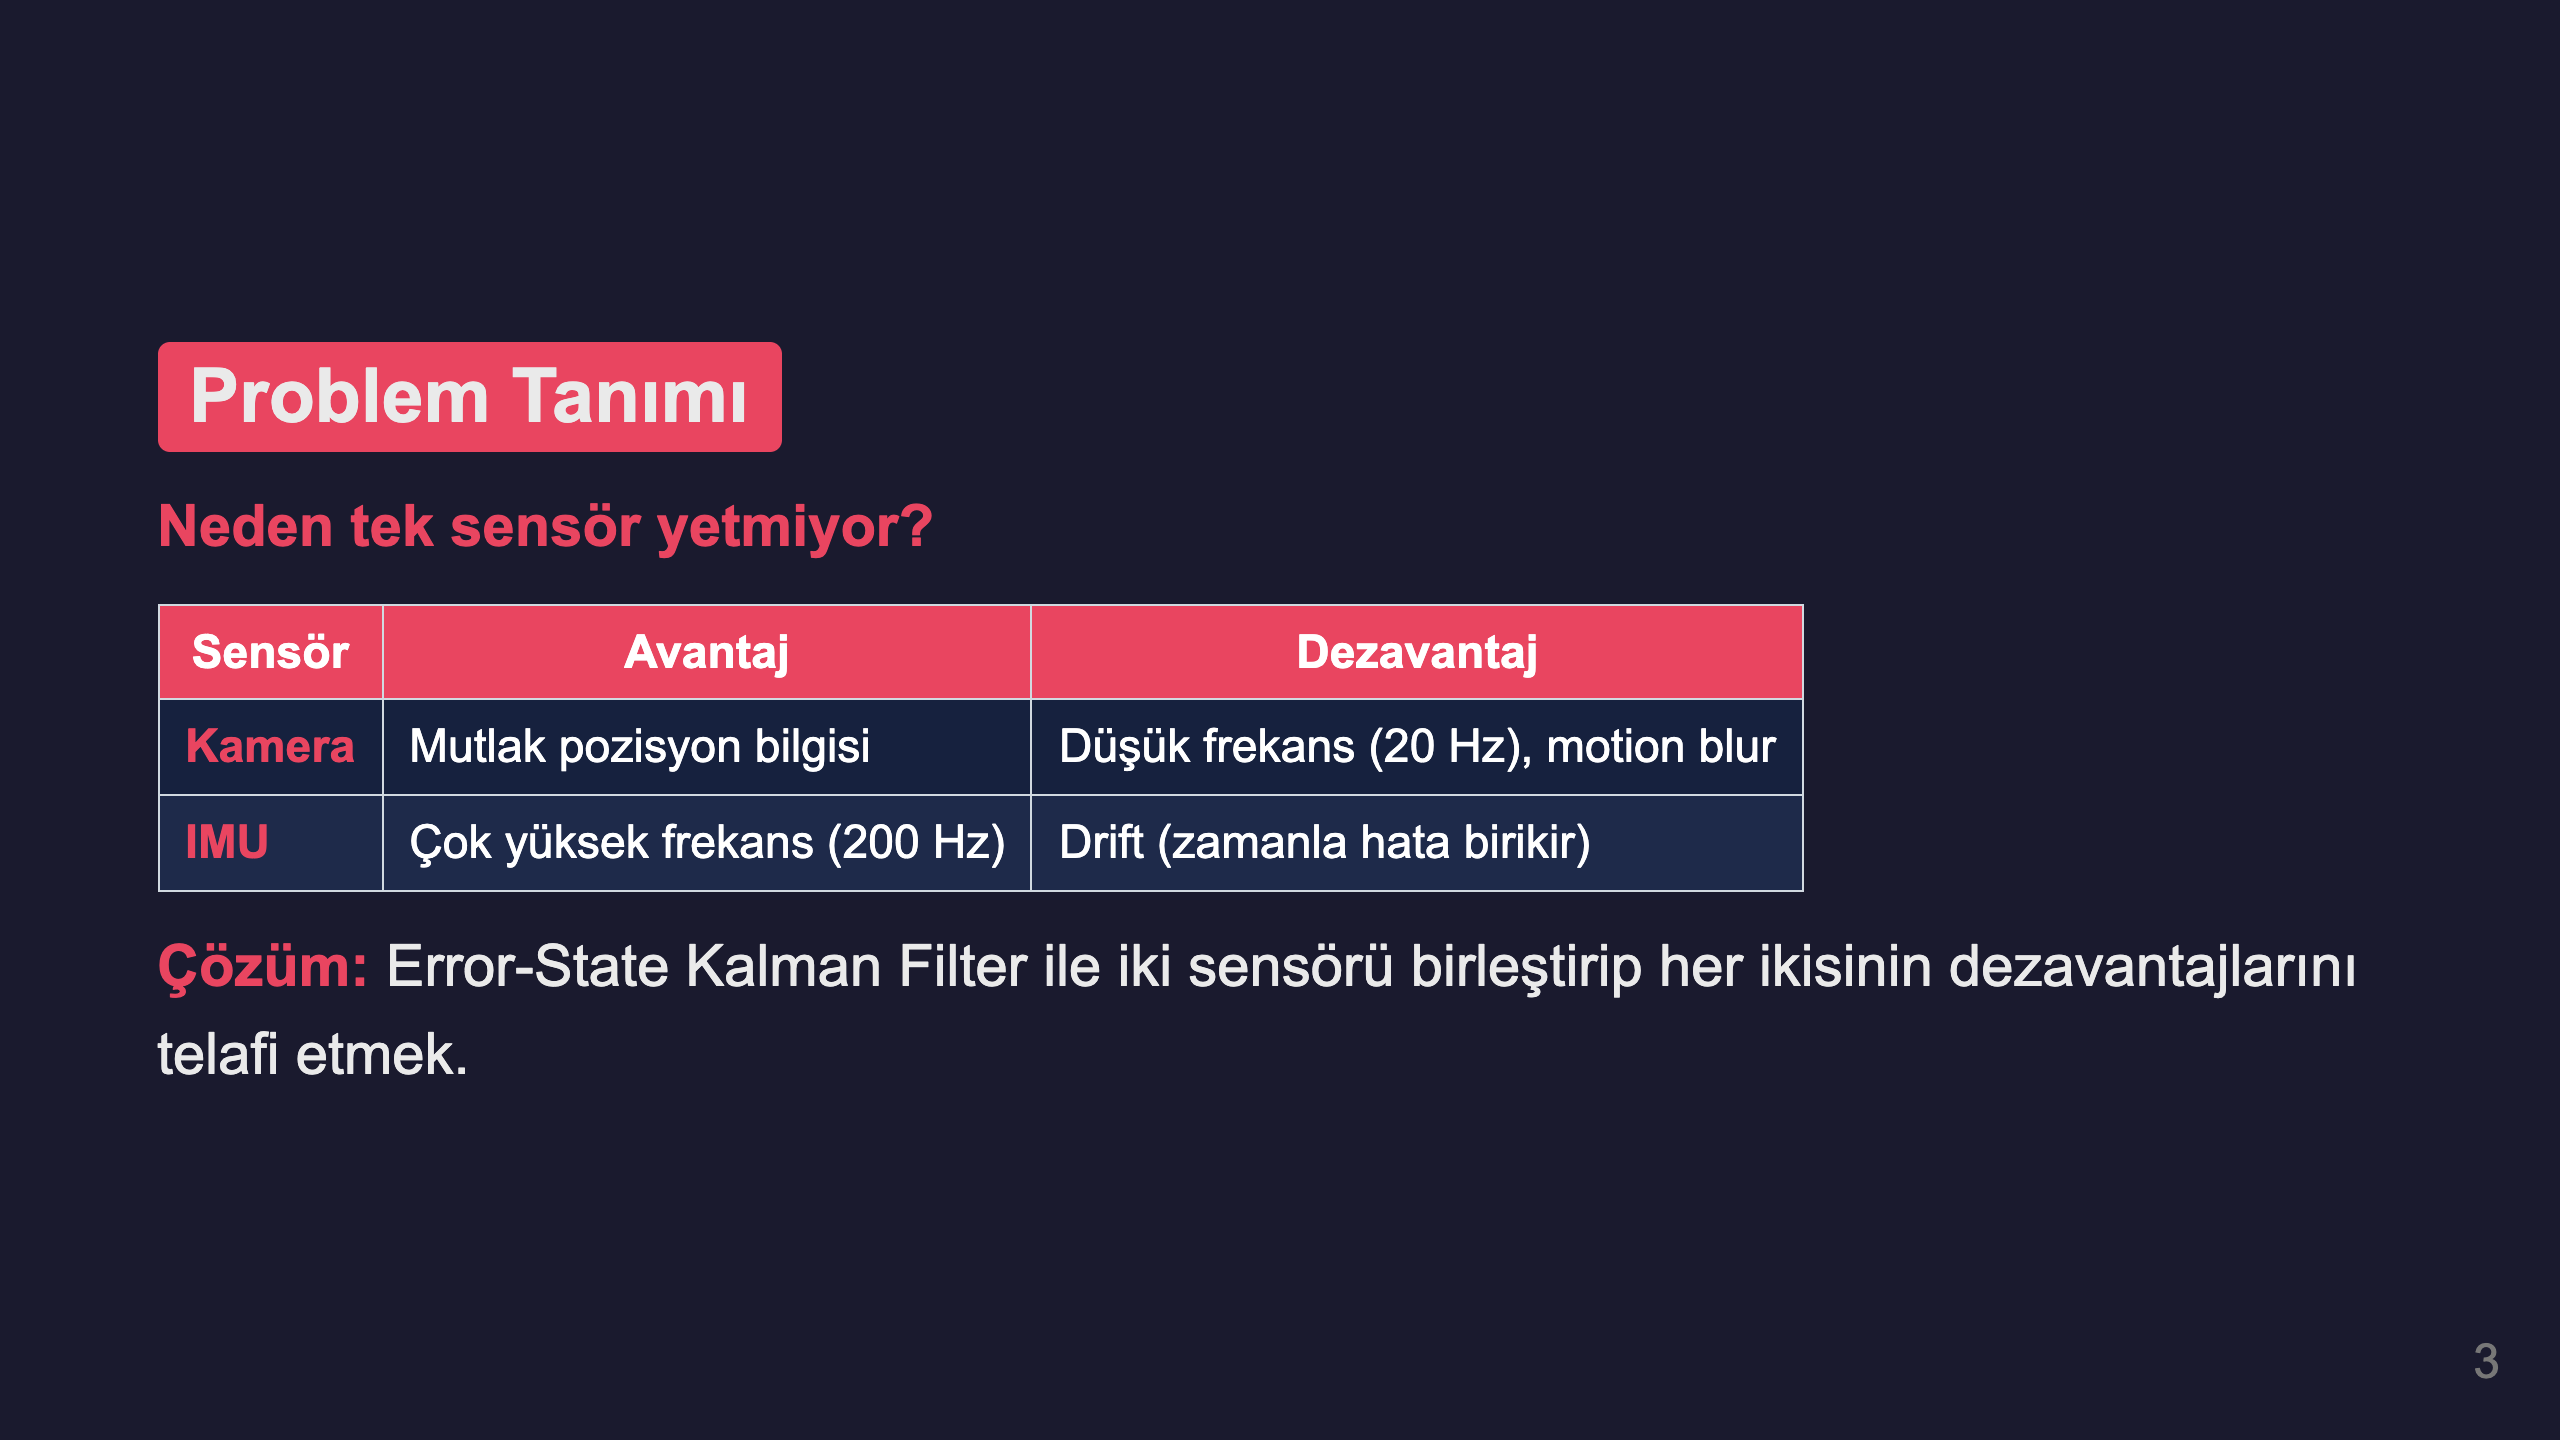 Problem Tanımı
Neden tek sensör yetmiyor?
Sensör Avantaj Dezavantaj
Kamera Mutlak pozisyon bilgisi Düşük frekans (20 Hz), motion blur
IMU Çok yüksek frekans (200 Hz) Drift (zamanla hata birikir)
Çözüm: Error-State Kalman Filter ile iki sensörü birleştirip her ikisinin dezavantajlarını
telafi etmek.
3